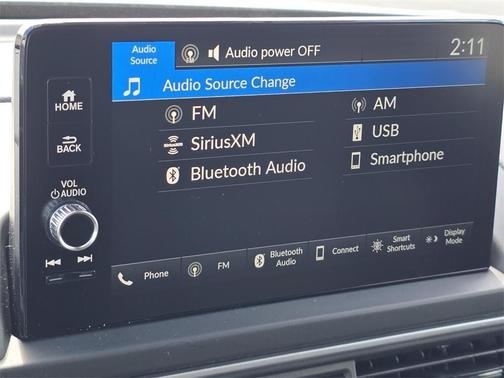 Audio
Source
Audio power OFF
2:11
Audio Source Change
HOME
BACK
VOL
AUDIO
FM
AM
SiriusXM
USB
Bluetooth Audio
Smartphone
Phone
FM
Bluetooth
Audio
Connect
Smart
Shortcuts
Display
Mode